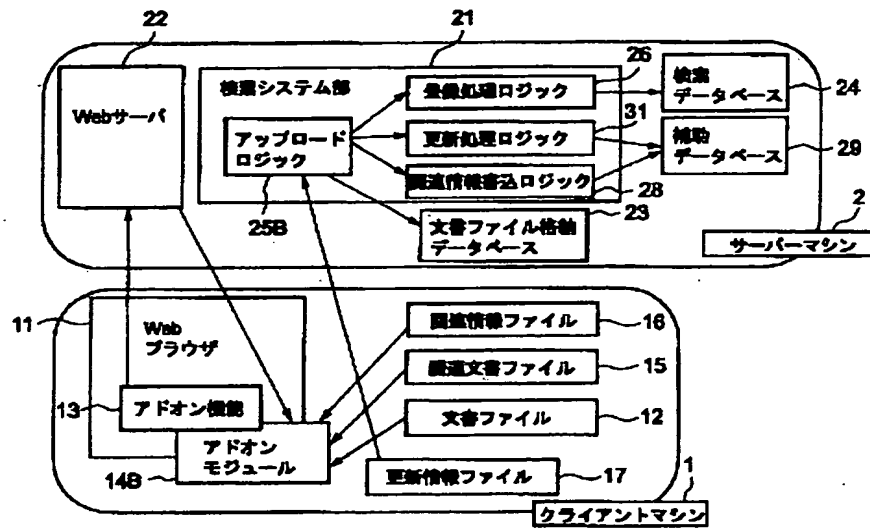 22
21
26
Webサーバ
検索システム部
登録処理ロジック
検索
データベース
24
31
アップロード
ロジック
更新処理ロジック
補助
データベース
29
関連情報書込ロジック
28
25B
23
文書ファイル格納
データベース
2
サーバーマシン
11
Web
ブラウザ
関連情報ファイル
16
関連文書ファイル
15
13
アドオン機能
文書ファイル
12
アドオン
モジュール
14B
更新情報ファイル
17
1
クライアントマシン